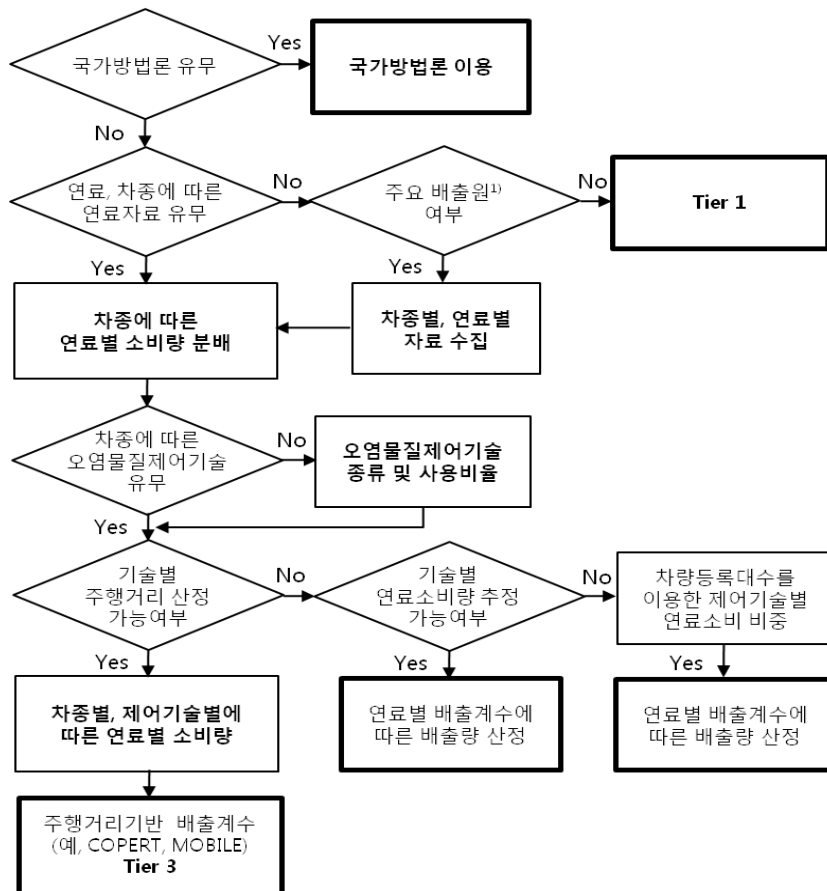 국가방법론 유무
Yes
국가방법론 이용
No
연료, 차종에 따른
연료자료 유무
No
주요 배출원¹⁾
여부
No
Tier 1
Yes
Yes
차종에 따른
연료별 소비량 분배
차종별, 연료별
자료 수집
차종에 따른
오염물질제어기술
유무
No
오염물질제어기술
종류 및 사용비율
Yes
기술별
주행거리 산정
가능여부
No
기술별
연료소비량 추정
가능여부
No
차량등록대수를
이용한 제어기술별
연료소비 비중
Yes
Yes
Yes
차종별, 제어기술별에
따른 연료별 소비량
연료별 배출계수에
따른 배출량 산정
연료별 배출계수에
따른 배출량 산정
주행거리기반 배출계수
(예, COPERT, MOBILE)
Tier 3